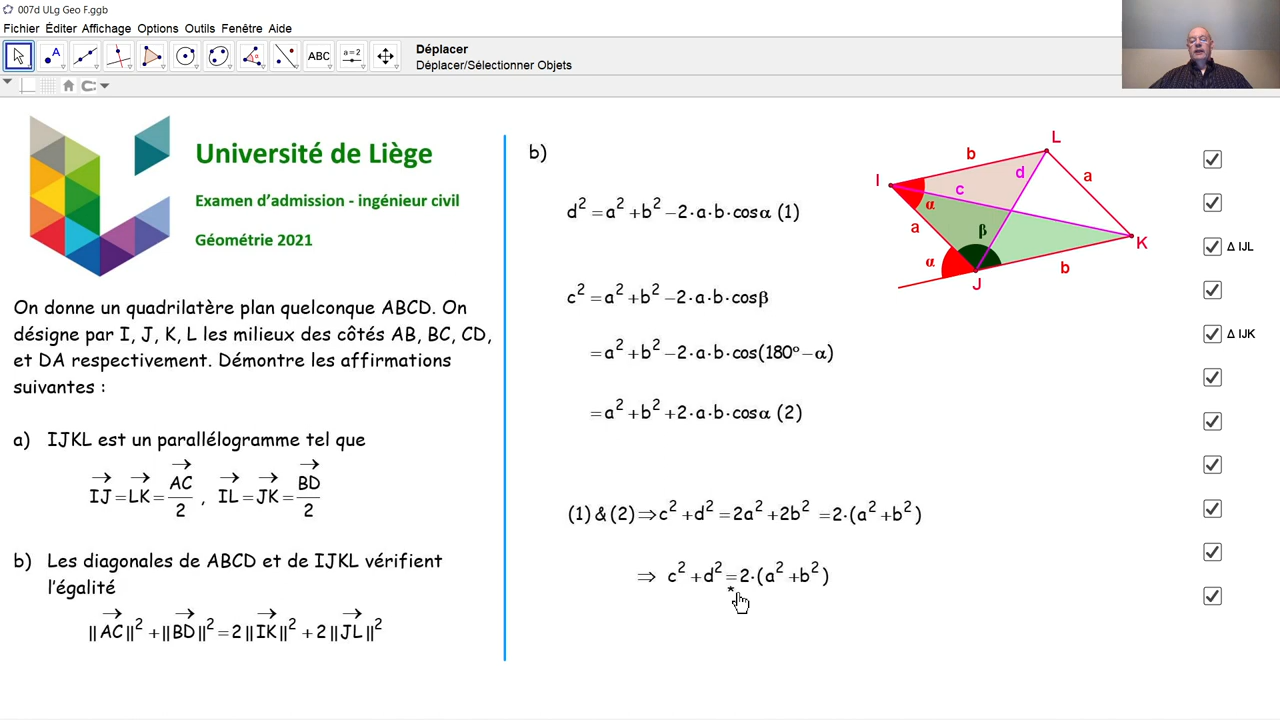 007d ULg Geo F.ggb
Fichier Éditer Affichage Options Outils Fenêtre Aide
A
ABC
a=2
Déplacer
Déplacer/Sélectionner Objets
Université de Liège
Examen d'admission - ingénieur civil
Géométrie 2021
On donne un quadrilatère plan quelconque ABCD. On
désigne par I, J, K, L les milieux des côtés AB, BC, CD,
et DA respectivement. Démontre les affirmations
suivantes :
a) IJKL est un parallélogramme tel que
→IJ = →LK = →AC/2 , →IL = →JK = →BD/2
b) Les diagonales de ABCD et de IJKL vérifient
l'égalité
||→AC||² + ||→BD||² = 2 ||→IK||² + 2 ||→JL||²
b)
d² = a² + b² − 2·a·b·cosα (1)
c² = a² + b² − 2·a·b·cosβ
= a² + b² − 2·a·b·cos(180° − α)
= a² + b² + 2·a·b·cosα (2)
(1) & (2) ⇒ c² + d² = 2a² + 2b² = 2·(a² + b²)
⇒ c² + d² = 2·(a² + b²)
*
L
b
d
I
c
a
α
a
β
K
α
b
J
Δ IJL
Δ IJK